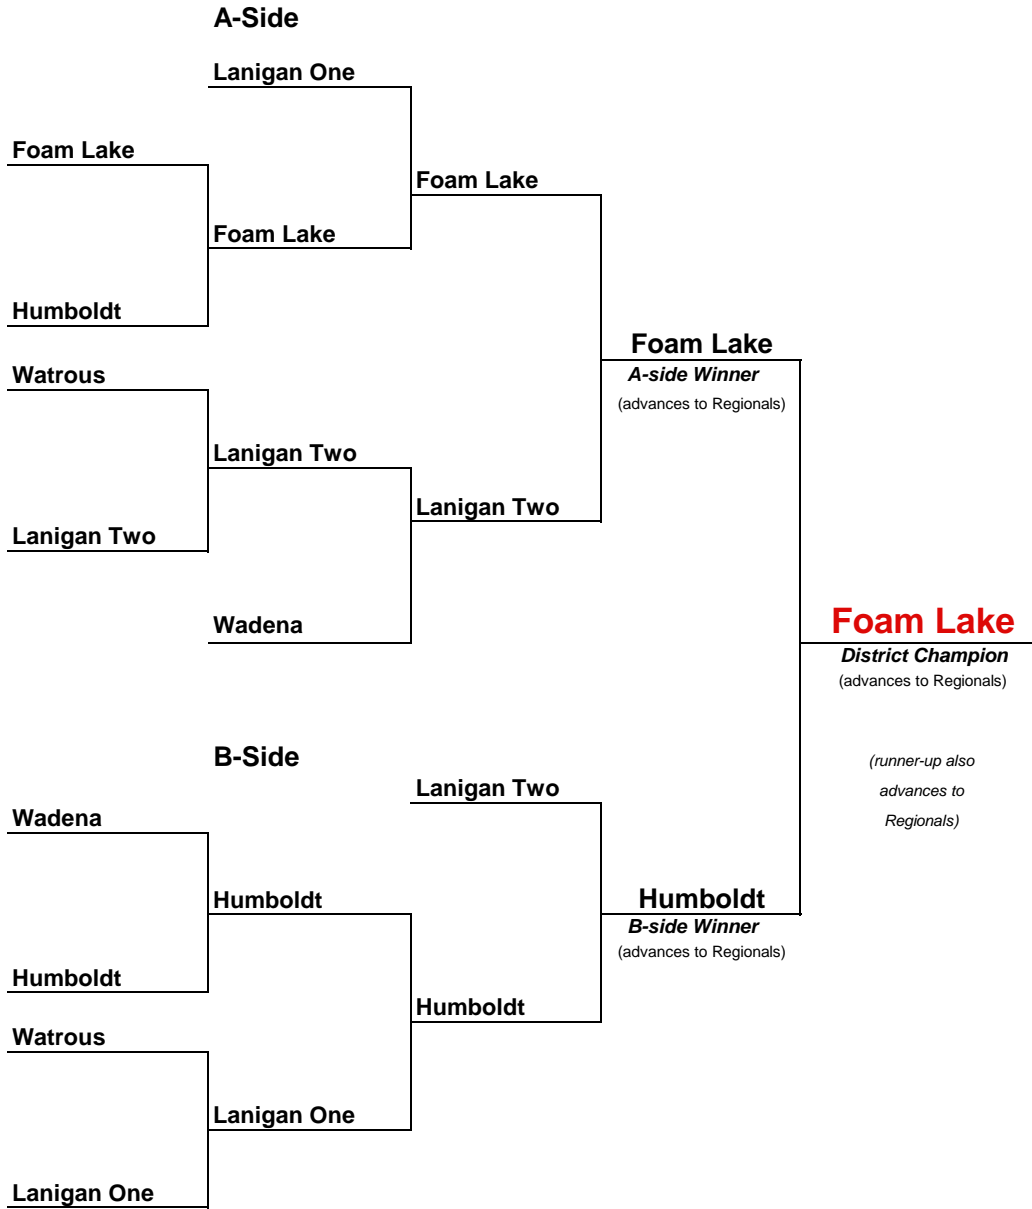 A-Side
Lanigan One
Foam Lake
Foam Lake
Foam Lake
Humboldt
Foam Lake
Watrous
A-side Winner
(advances to Regionals)
Lanigan Two
Lanigan Two
Lanigan Two
Wadena
Foam Lake
District Champion
(advances to Regionals)
B-Side
(runner-up also
advances to
Regionals)
Lanigan Two
Wadena
Humboldt
Humboldt
B-side Winner
(advances to Regionals)
Humboldt
Humboldt
Watrous
Lanigan One
Lanigan One